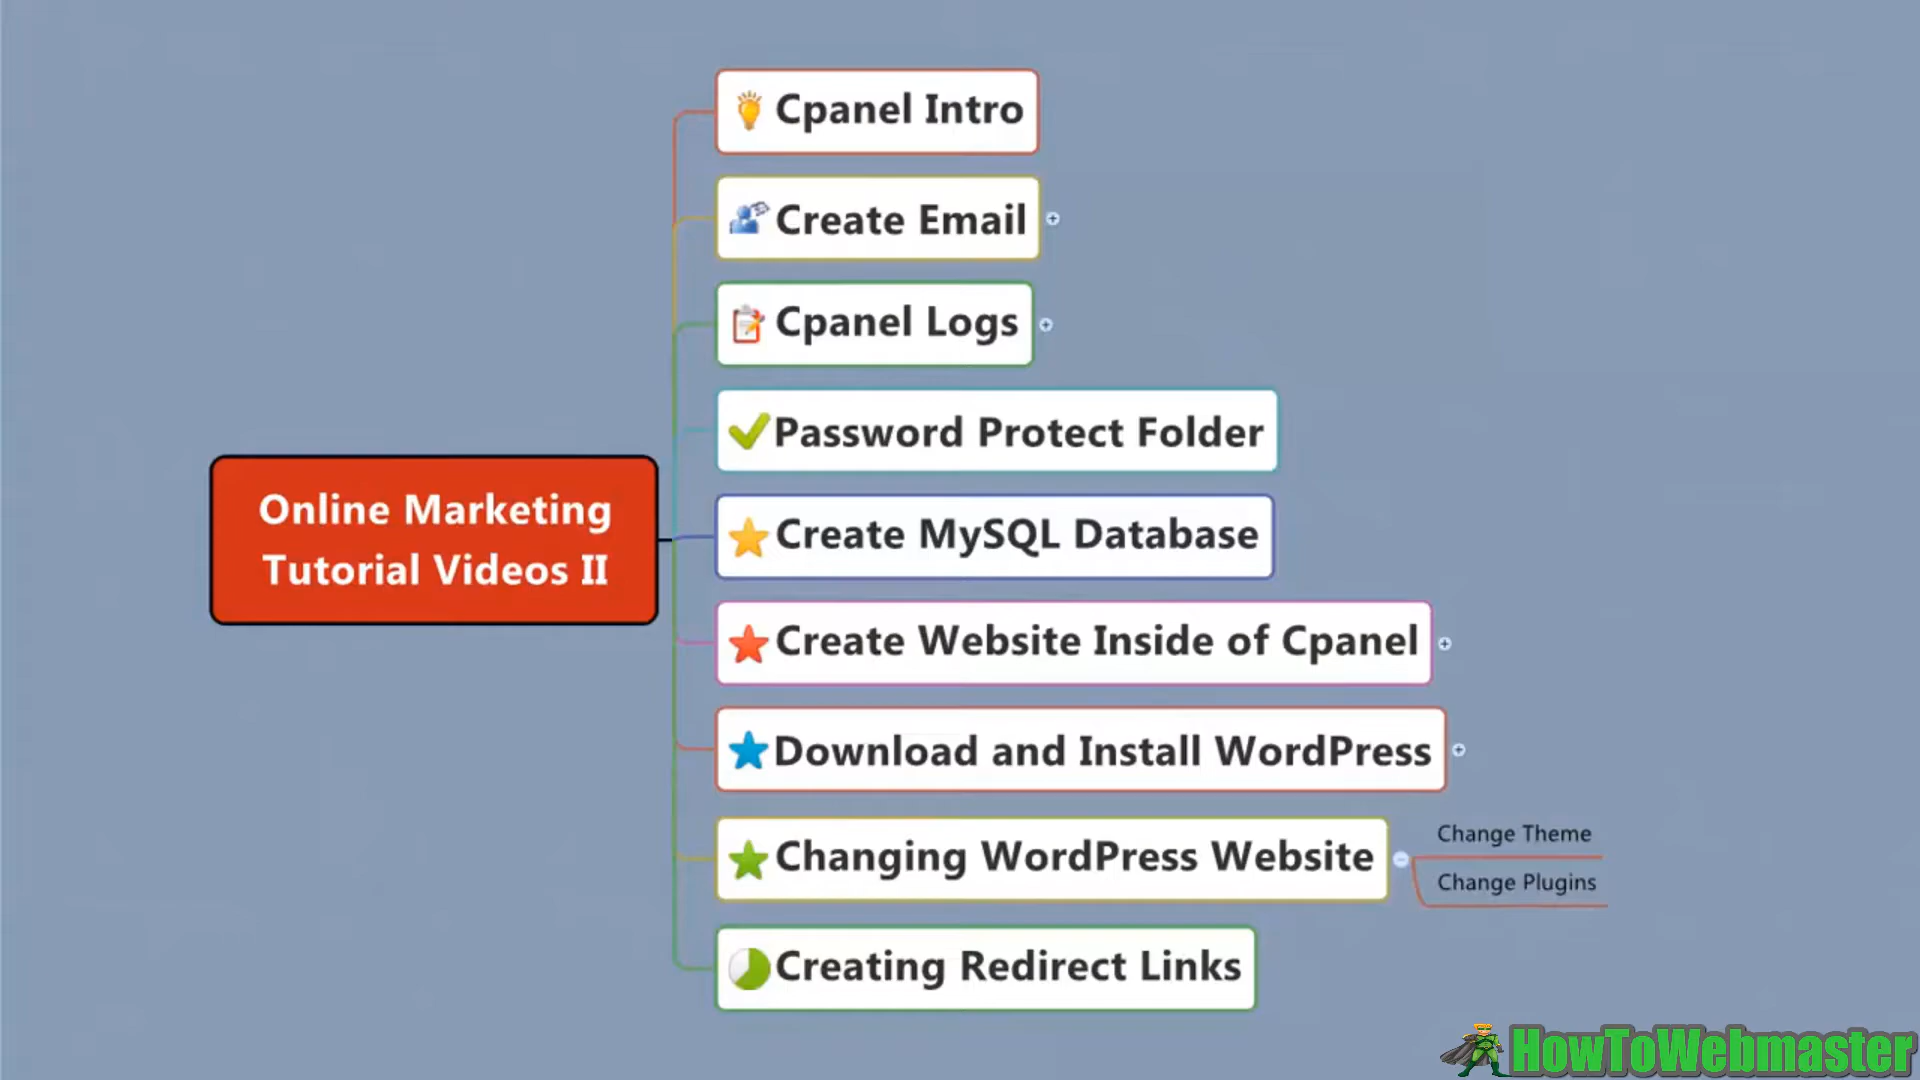 Cpanel Intro
Create Email
Cpanel Logs
Password Protect Folder
Online Marketing
Tutorial Videos II
Create MySQL Database
Create Website Inside of Cpanel
Download and Install WordPress
Changing WordPress Website
Change Theme
Change Plugins
Creating Redirect Links
HowToWebmaster